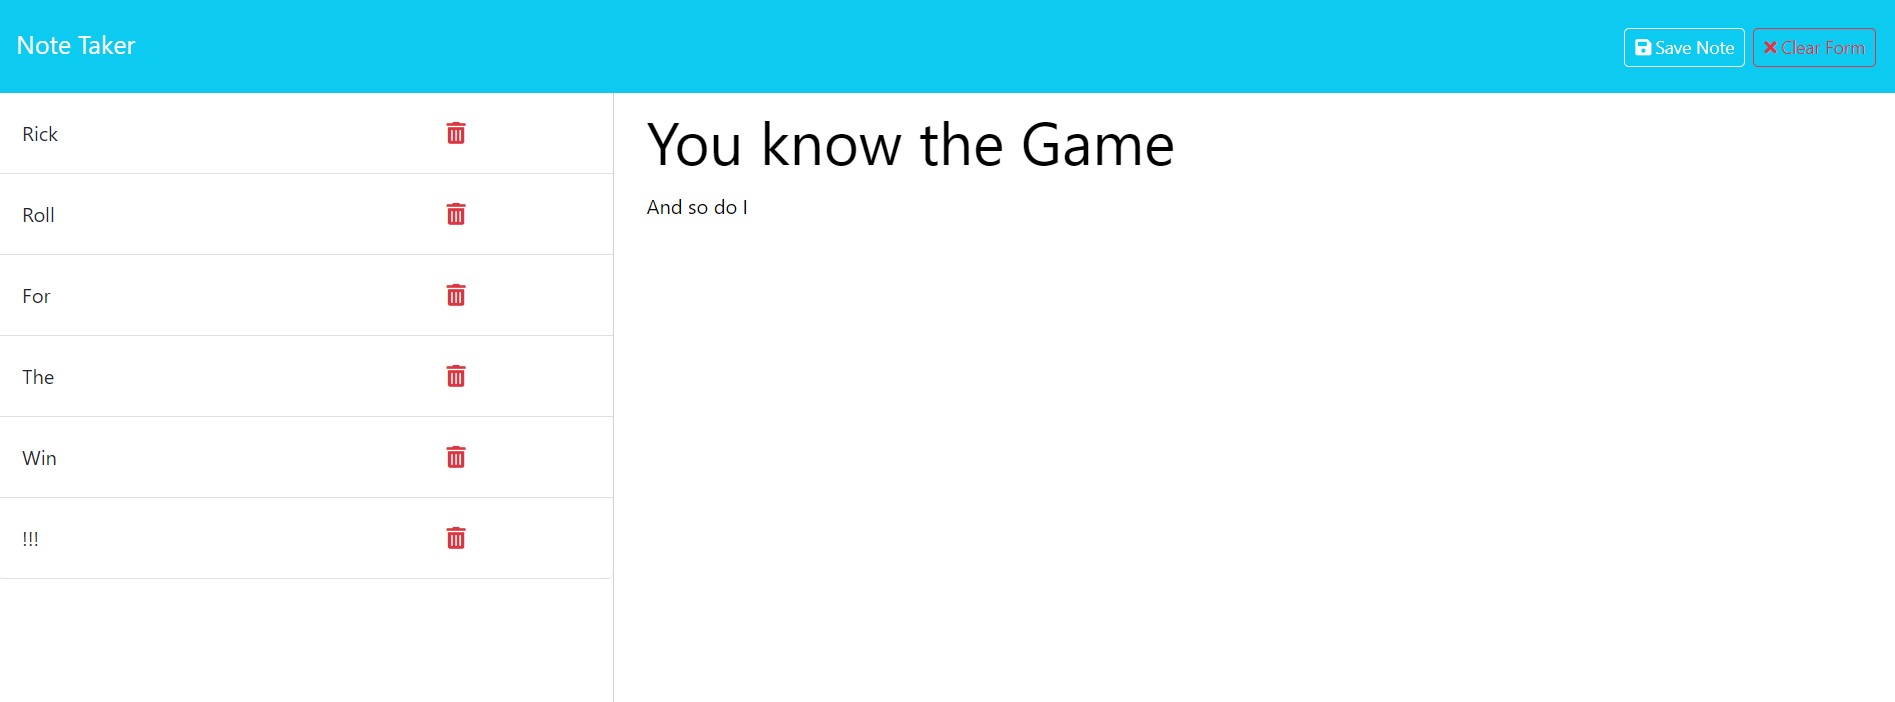 Note Taker
Save Note
Clear Form
Rick
Roll
For
The
Win
!!!
You know the Game
And so do I